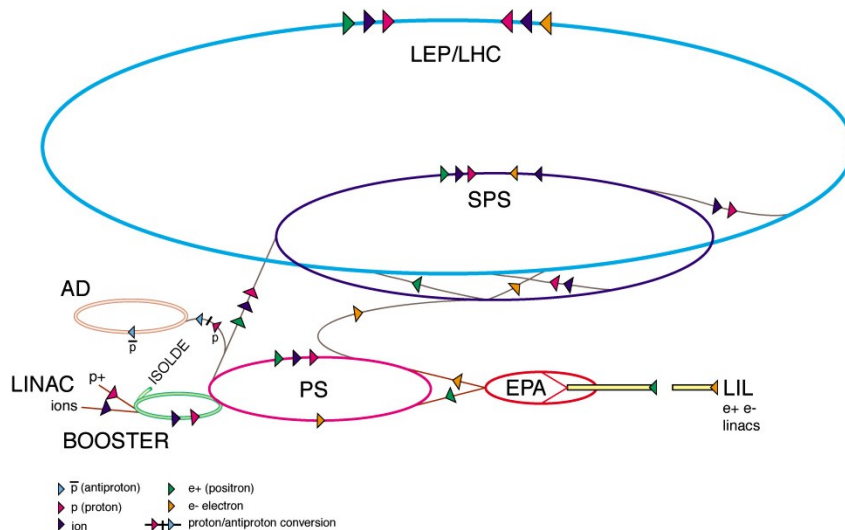 LEP/LHC
SPS
AD
p̅
p
ISOLDE
LINAC
p+
ions
BOOSTER
PS
EPA
LIL
e+ e-
linacs
p̅ (antiproton)
p (proton)
ion
e+ (positron)
e- electron
proton/antiproton conversion